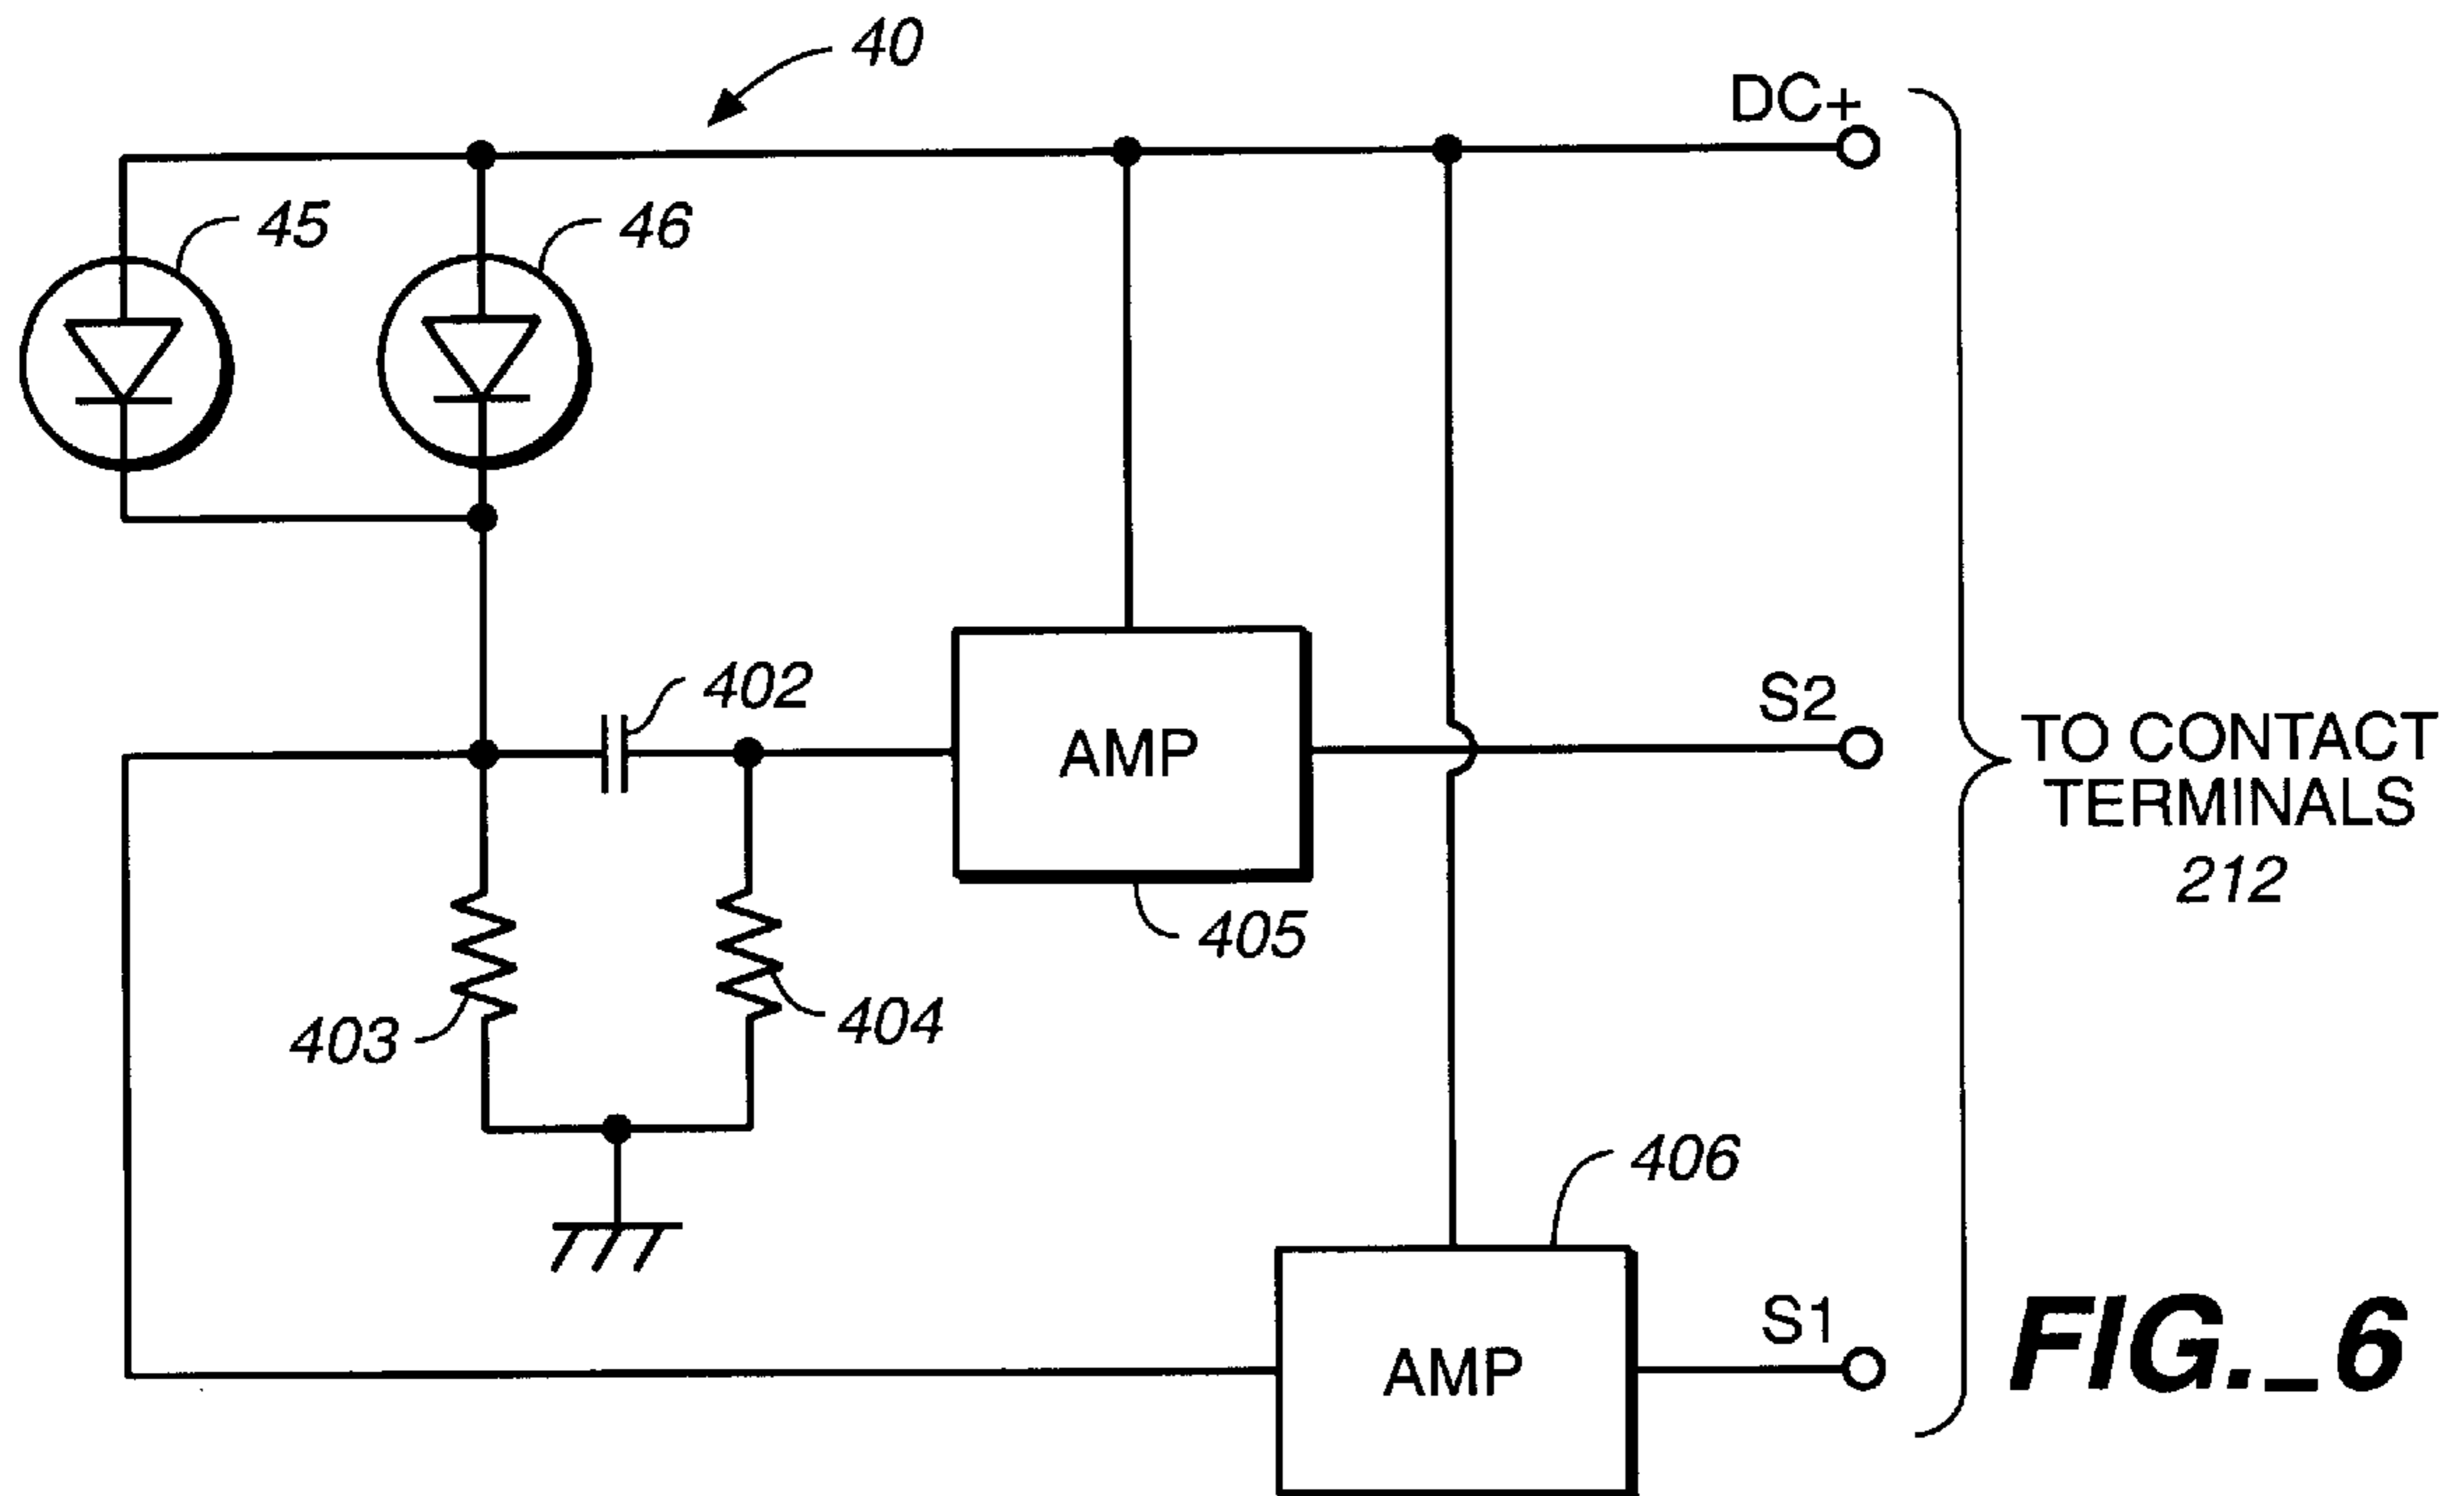 40
DC+
45
46
402
S2
AMP
TO CONTACT
TERMINALS
212
405
403
404
406
S1
AMP
FIG._6